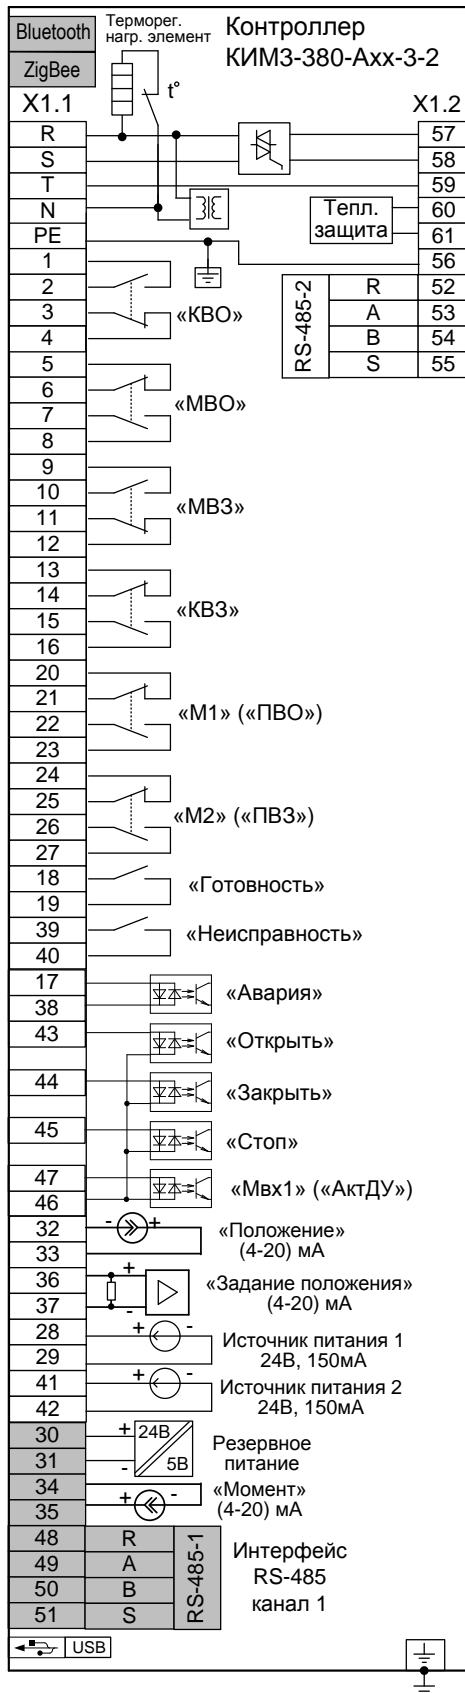 Bluetooth
ZigBee
Терморег.
нагр. элемент
Контроллер
КИМ3-380-Ахх-3-2
t°
X1.1
X1.2
R
57
S
58
T
59
N
Тепл.
защита
60
PE
61
1
56
2
RS-485-2
R
52
3
«КВО»
A
53
4
B
54
5
S
55
6
7
«МВО»
8
9
10
11
«МВЗ»
12
13
14
15
«КВЗ»
16
20
21
22
«М1» («ПВО»)
23
24
25
26
«М2» («ПВЗ»)
27
18
«Готовность»
19
39
«Неисправность»
40
17
«Авария»
38
43
«Открыть»
44
«Закрыть»
45
«Стоп»
47
«Мвх1» («АктДУ»)
46
32
- +
«Положение»
33
(4-20) мА
36
+
«Задание положения»
37
-
(4-20) мА
28
+ -
Источник питания 1
29
24В, 150мА
41
+ -
Источник питания 2
42
24В, 150мА
30
+ 24В
Резервное
31
- 5В
питание
34
«Момент»
35
+ -
(4-20) мА
48
R
RS-485-1
Интерфейс
49
A
RS-485
50
B
канал 1
51
S
USB